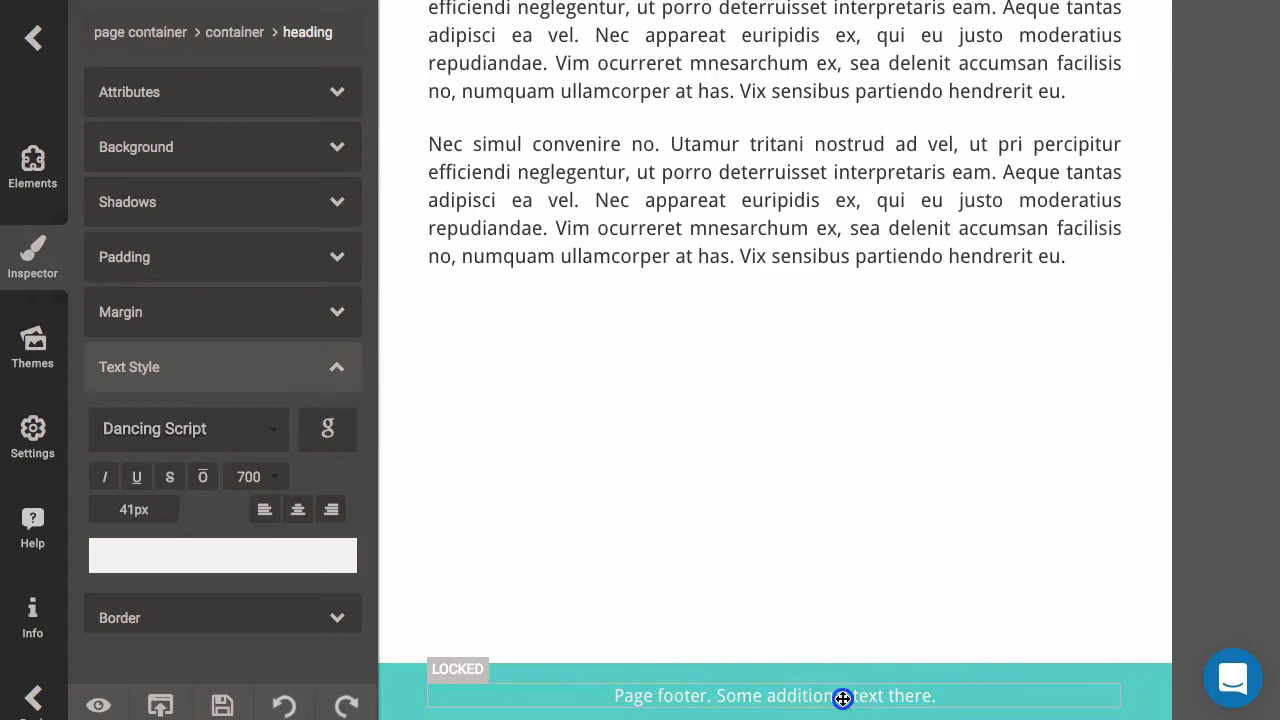 page container > container > heading
Attributes
Background
Shadows
Padding
Margin
Text Style
Dancing Script
g
I U S O 700
41px
Border
Elements
Inspector
Themes
Settings
Help
Info
efficiendi neglegentur, ut porro deterruisset interpretaris eam. Aeque tantas
adipisci ea vel. Nec appareat euripidis ex, qui eu justo moderatius
repudiandae. Vim ocurreret mnesarchum ex, sea delenit accumsan facilisis
no, numquam ullamcorper at has. Vix sensibus partiendo hendrerit eu.
Nec simul convenire no. Utamur tritani nostrud ad vel, ut pri percipitur
efficiendi neglegentur, ut porro deterruisset interpretaris eam. Aeque tantas
adipisci ea vel. Nec appareat euripidis ex, qui eu justo moderatius
repudiandae. Vim ocurreret mnesarchum ex, sea delenit accumsan facilisis
no, numquam ullamcorper at has. Vix sensibus partiendo hendrerit eu.
LOCKED
Page footer. Some additional text there.